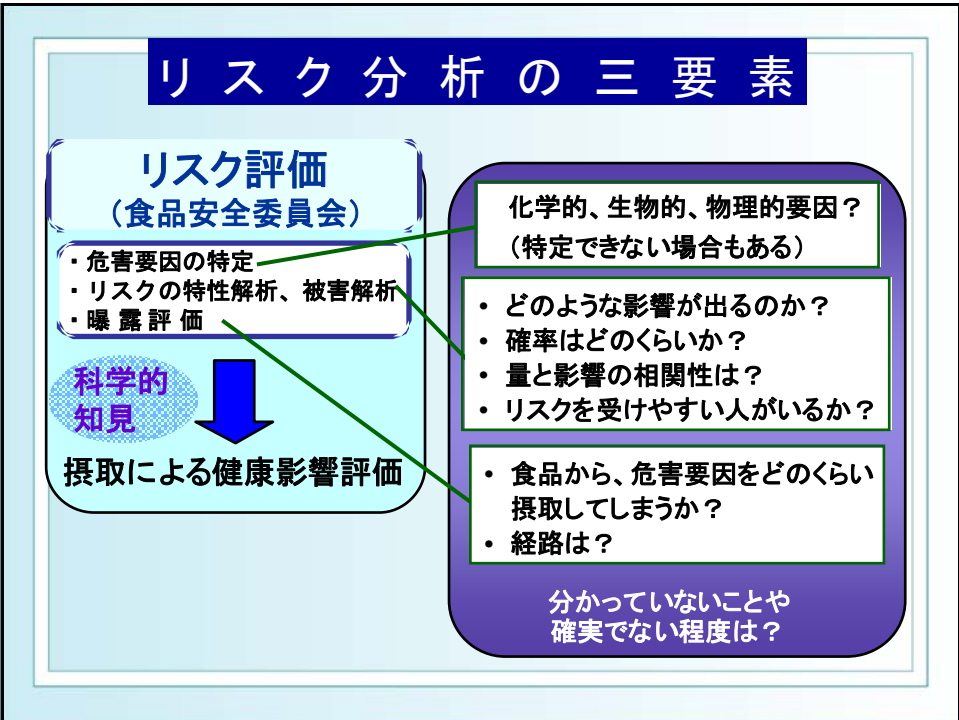 リスク分析の三要素
リスク評価
（食品安全委員会）
・危害要因の特定
・リスクの特性解析、被害解析
・曝露評価
科学的
知見
摂取による健康影響評価
化学的、生物的、物理的要因？
（特定できない場合もある）
• どのような影響が出るのか？
• 確率はどのくらいか？
• 量と影響の相関性は？
• リスクを受けやすい人がいるか？
• 食品から、危害要因をどのくらい
摂取してしまうか？
• 経路は？
分かっていないことや
確実でない程度は？